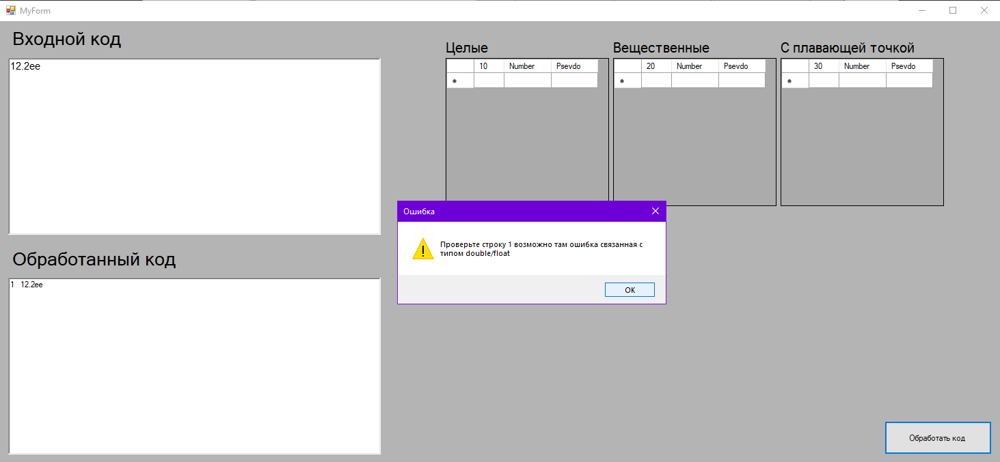 MyForm
Входной код
12.2ee
Целые
10 Number Psevdo
Вещественные
20 Number Psevdo
С плавающей точкой
30 Number Psevdo
Ошибка
Проверьте строку 1 возможно там ошибка связанная с
типом double/float
OK
Обработанный код
1 12.2ee
Обработать код